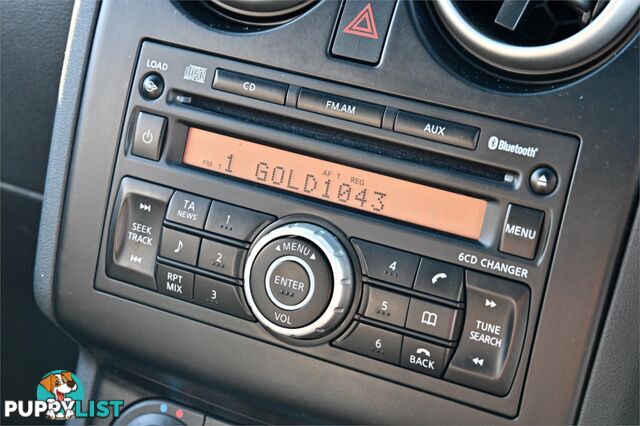 LOAD
CD
FM.AM
AUX
Bluetooth®
FM T 1 GOLD1043
AF T REG
MENU
6CD CHANGER
SEEK
TRACK
TA
NEWS
1
2
RPT
MIX
3
MENU
ENTER
VOL
4
5
6
BACK
TUNE
SEARCH
PUPPYLIST